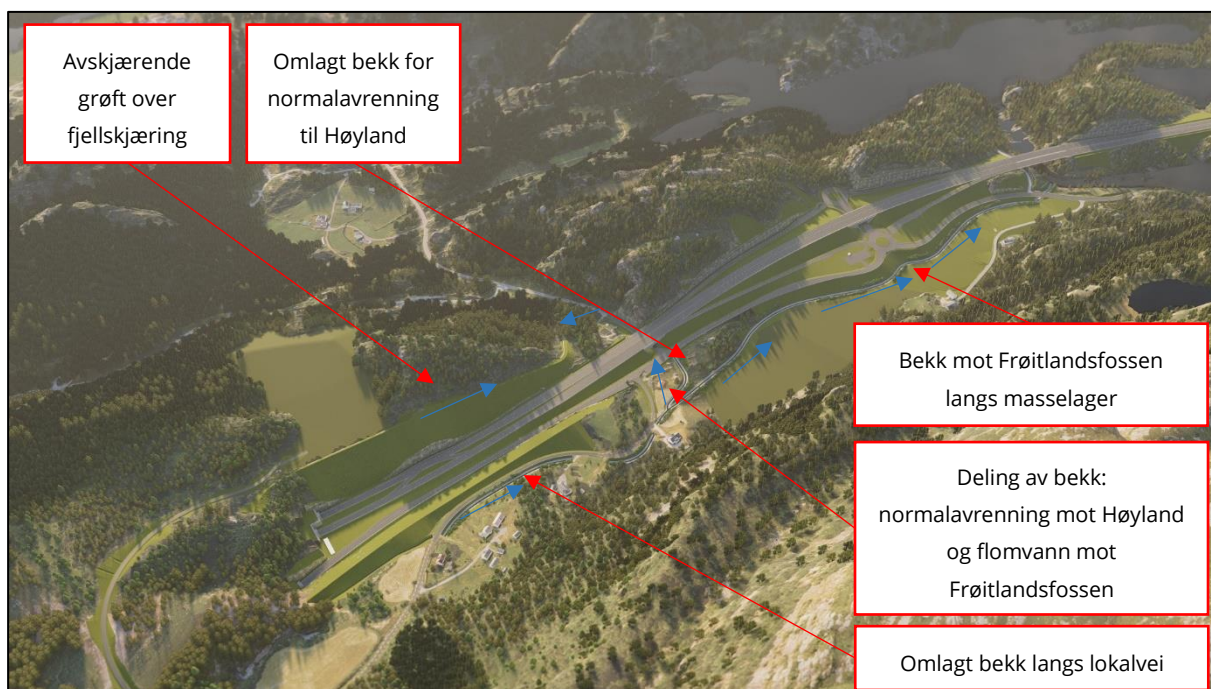 Avskjærende
grøft over
fjellskjæring
Omlagt bekk for
normalavrenning
til Høyland
Bekk mot Frøitlandsfossen
langs masselager
Deling av bekk:
normalavrenning mot Høyland
og flomvann mot
Frøitlandsfossen
Omlagt bekk langs lokalvei